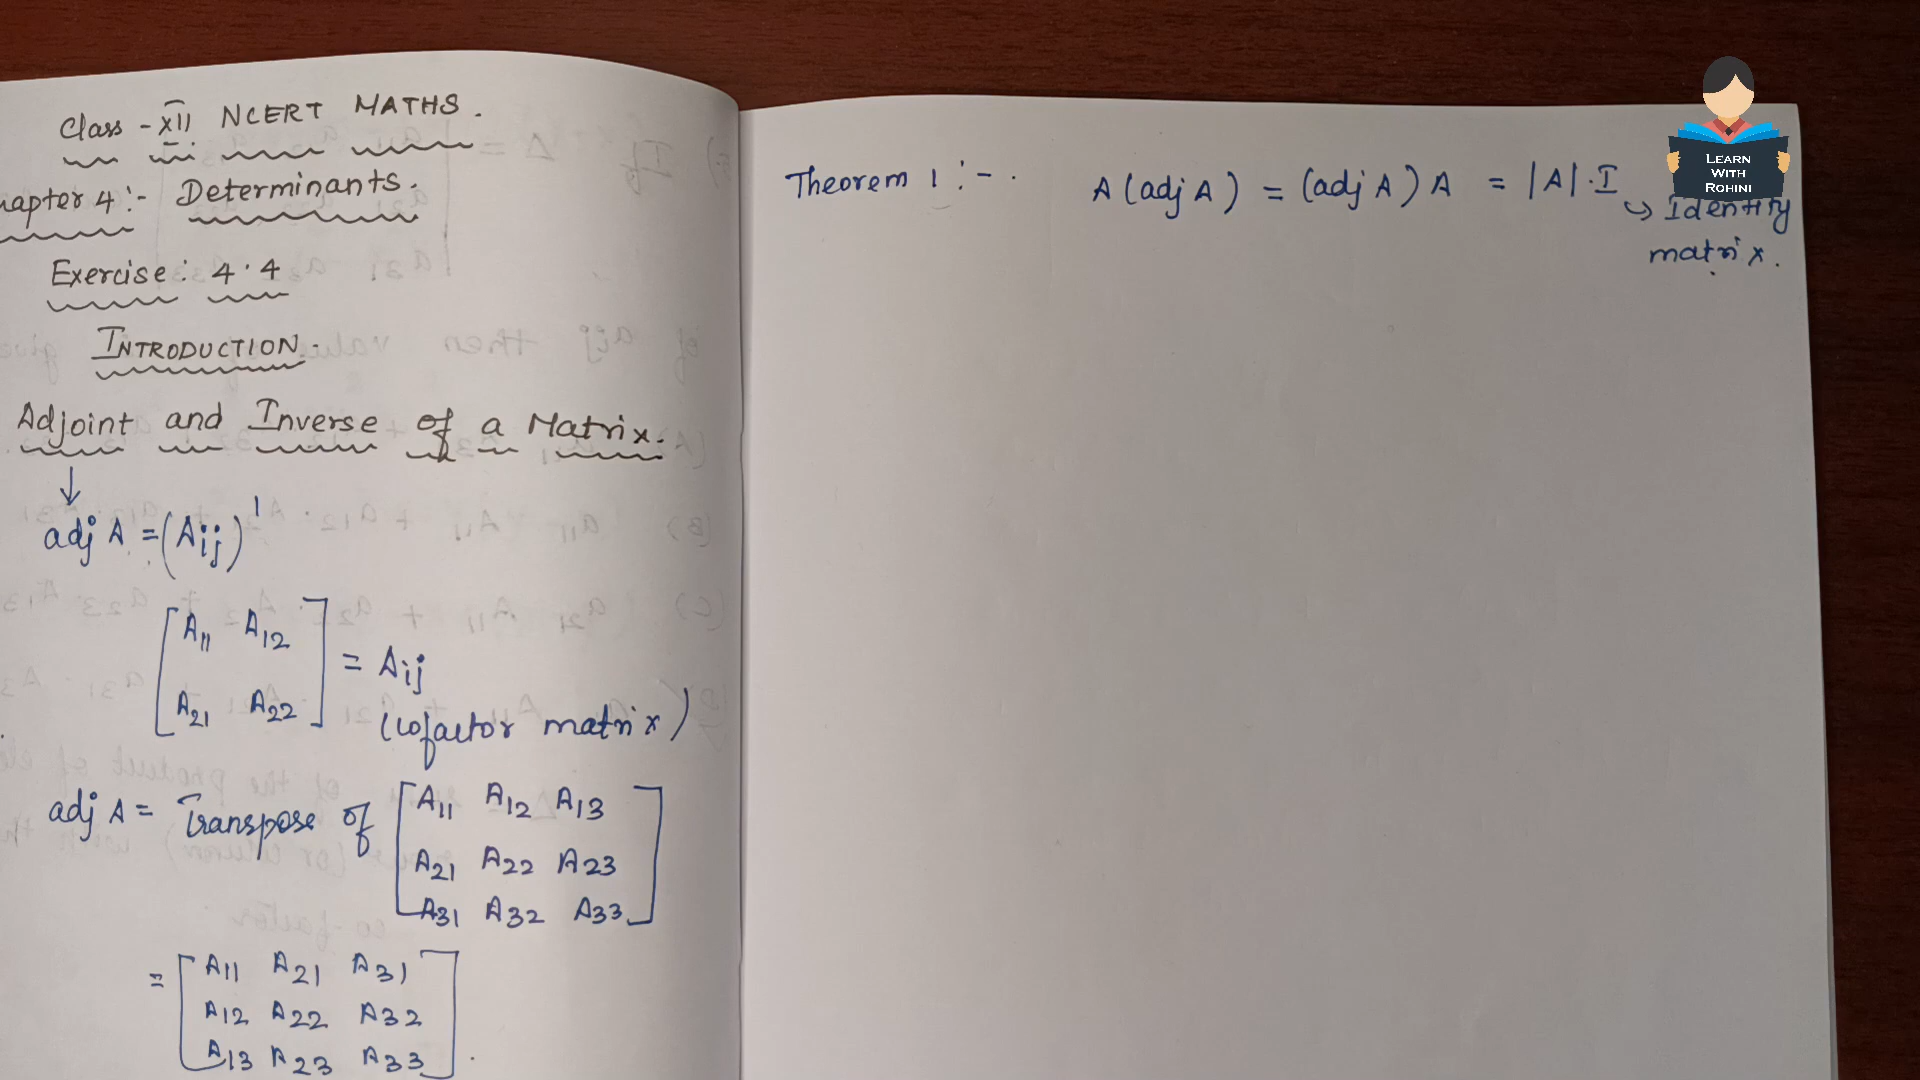 Class - XII NCERT MATHS.
hapter 4 :- Determinants.
Exercise : 4.4
INTRODUCTION.
Adjoint and Inverse of a Matrix.
↓
adj A = (Aij)'
[A11 A12
A21 A22] = Aij
(cofactor matrix)
adj A = Transpose of [A11 A12 A13
A21 A22 A23
A31 A32 A33]
= [A11 A21 A31
A12 A22 A32
A13 A23 A33].
Theorem 1 :- . A(adj A) = (adj A) A = |A|.I
↪ Identity
matrix.
LEARN
WITH
ROHINI